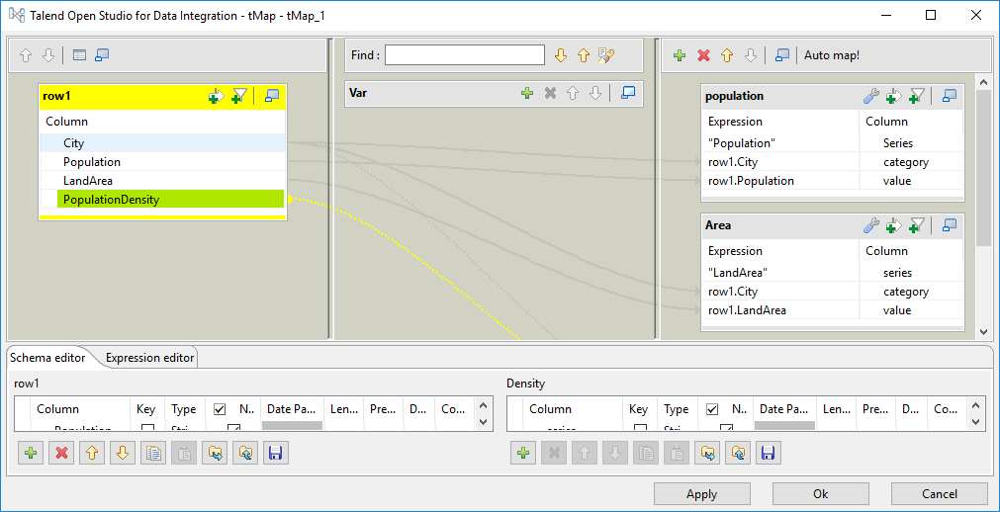 Talend Open Studio for Data Integration - tMap - tMap_1
Find :
Auto map!
row1
Column
City
Population
LandArea
PopulationDensity
Var
population
Expression Column
"Population" Series
row1.City category
row1.Population value
Area
Expression Column
"LandArea" series
row1.City category
row1.LandArea value
Schema editor Expression editor
row1
Column Key Type N.. Date Pa... Len... Pre... D... Co...
Population Stri
Density
Column Key Type N.. Date Pa... Len... Pre... D... Co...
series Stri
Apply Ok Cancel